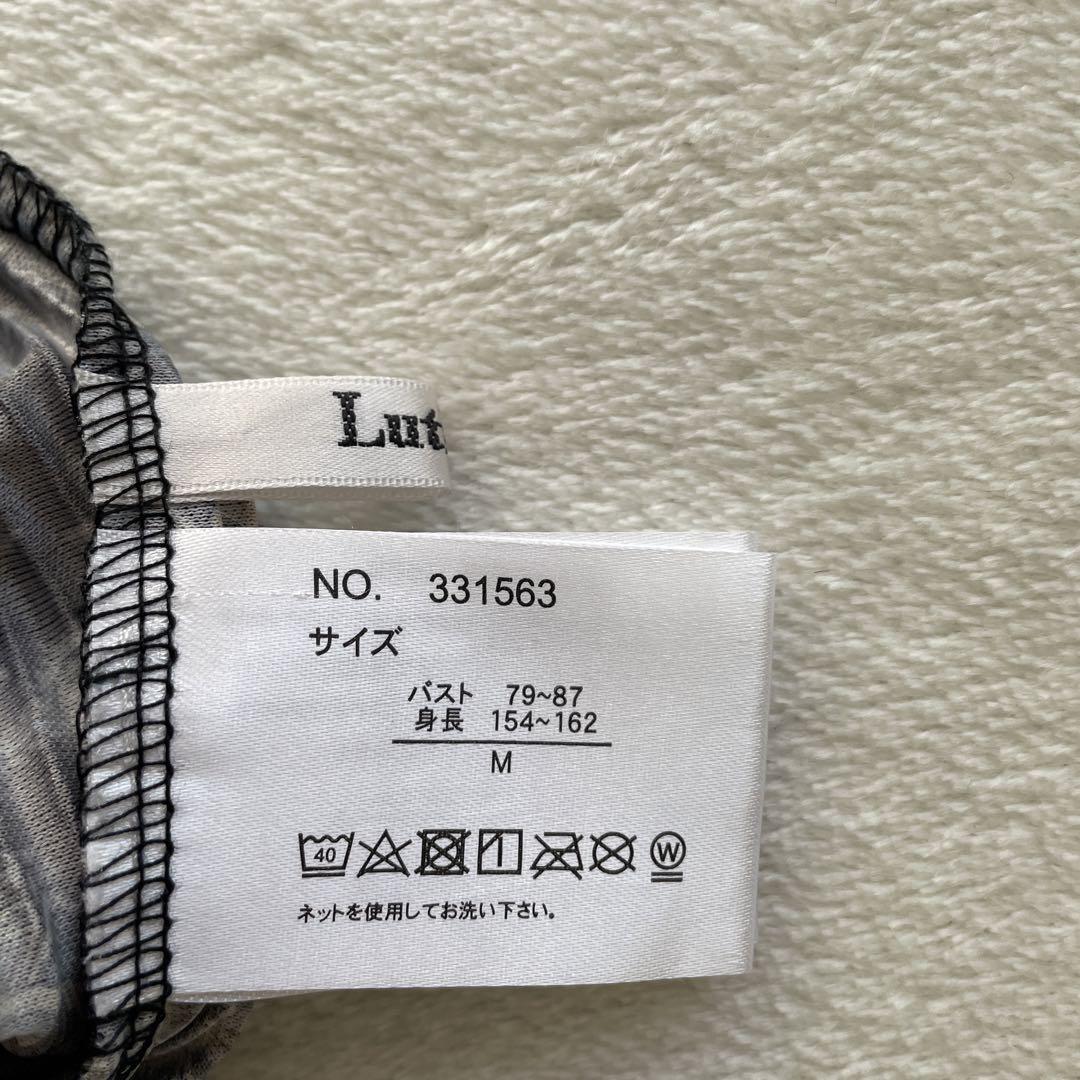 Lut
NO. 331563
サイズ
バスト 79~87
身長 154~162
M
40
W
ネットを使用してお洗い下さい。